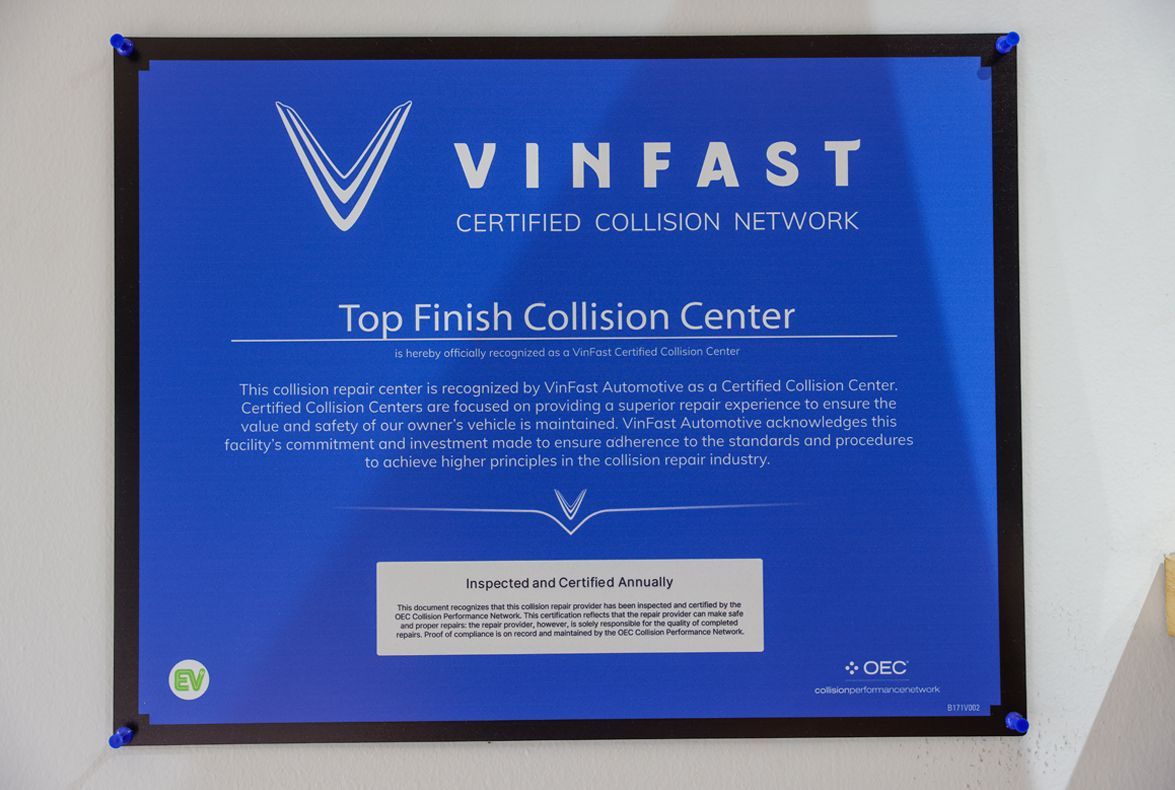 VINFAST
CERTIFIED COLLISION NETWORK
Top Finish Collision Center
is hereby officially recognized as a VinFast Certified Collision Center
This collision repair center is recognized by VinFast Automotive as a Certified Collision Center.
Certified Collision Centers are focused on providing a superior repair experience to ensure the
value and safety of our owner's vehicle is maintained. VinFast Automotive acknowledges this
facility's commitment and investment made to ensure adherence to the standards and procedures
to achieve higher principles in the collision repair industry.
Inspected and Certified Annually
This document recognizes that this collision repair provider has been inspected and certified by the
OEC Collision Performance Network. This certification reflects that the repair provider can make safe
and proper repairs: the repair provider, however, is solely responsible for the quality of completed
repairs. Proof of compliance is on record and maintained by the OEC Collision Performance Network.
EV
OEC
collisionperformancenetwork
B171V002